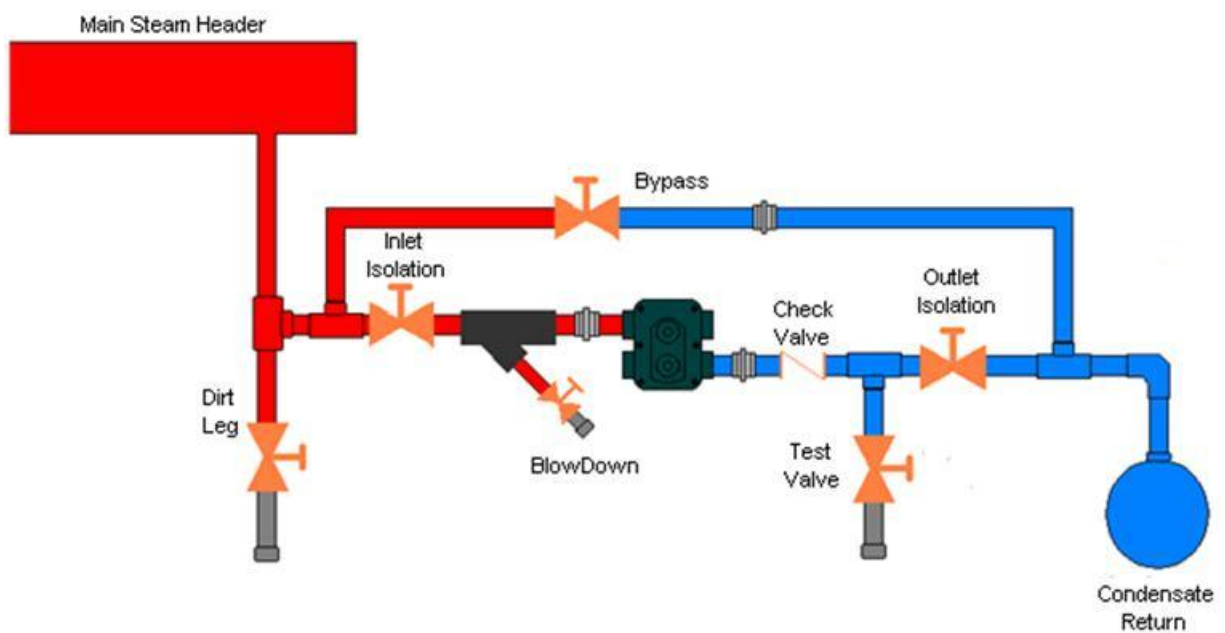 Main Steam Header
Bypass
Inlet
Isolation
Outlet
Isolation
Check
Valve
Dirt
Leg
BlowDown
Test
Valve
Condensate
Return